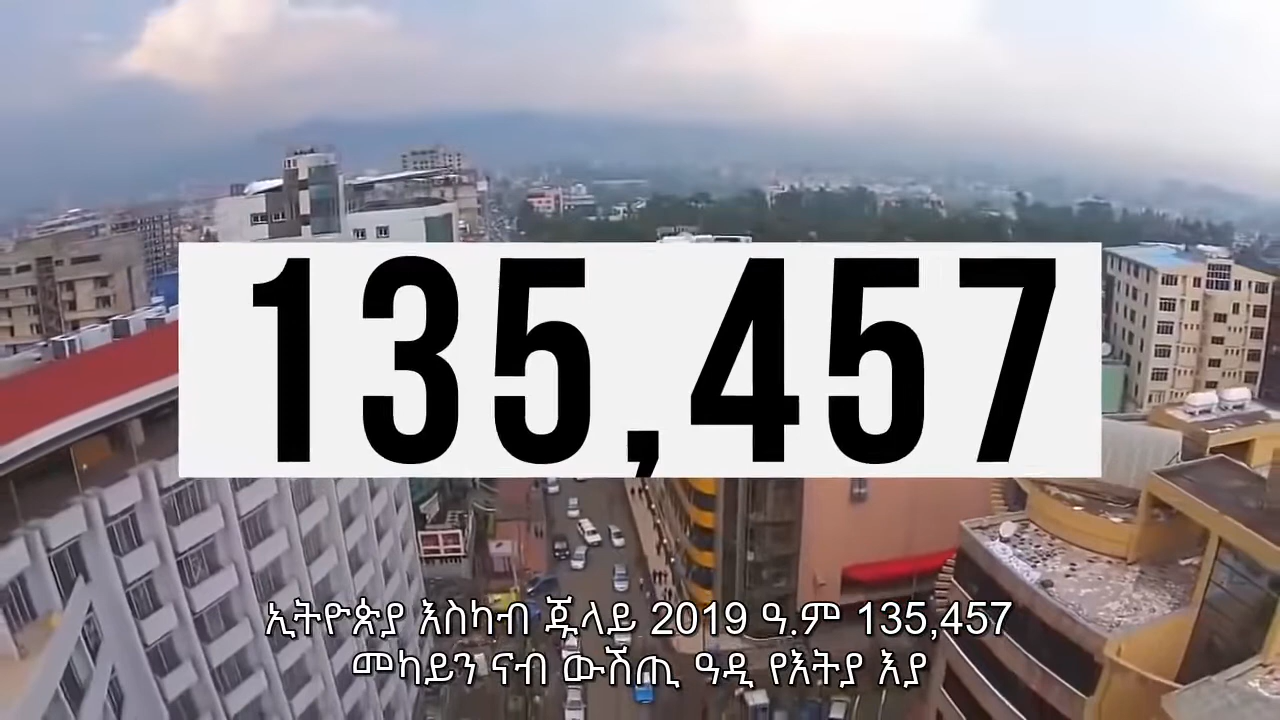 135,457
ኢትዮጵያ እስካብ ጁላይ 2019 ዓ.ም 135,457
መካይን ናብ ውሽጢ ዓዲ የእትያ እያ